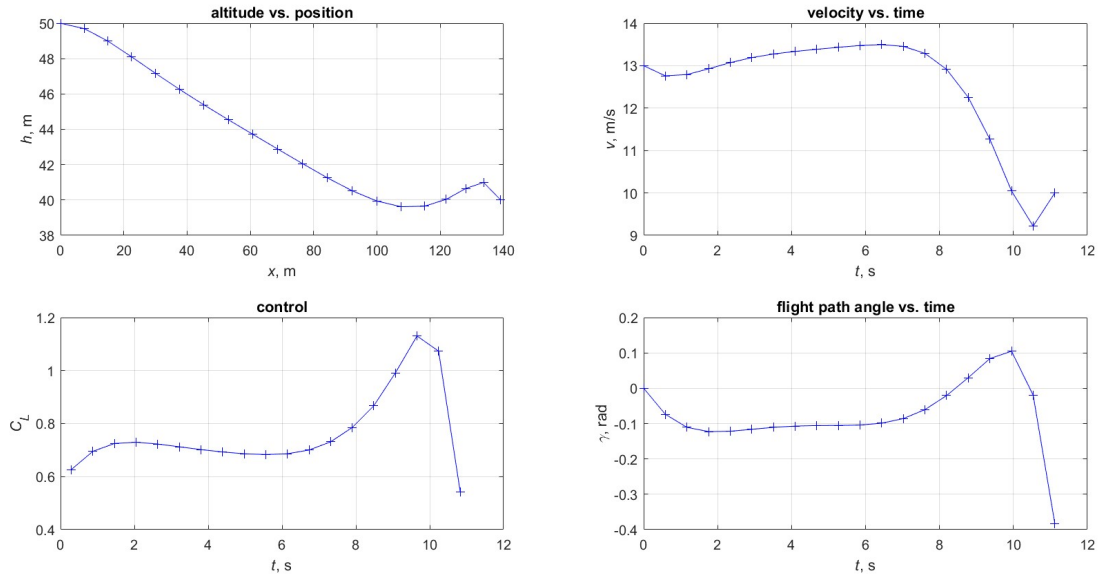 altitude vs. position
50
48
46
44
42
40
38
h, m
0 20 40 60 80 100 120 140
x, m
velocity vs. time
14
13
12
11
10
9
v, m/s
0 2 4 6 8 10 12
t, s
control
1.2
1
0.8
0.6
0.4
C_L
0 2 4 6 8 10 12
t, s
flight path angle vs. time
0.2
0.1
0
-0.1
-0.2
-0.3
-0.4
γ, rad
0 2 4 6 8 10 12
t, s